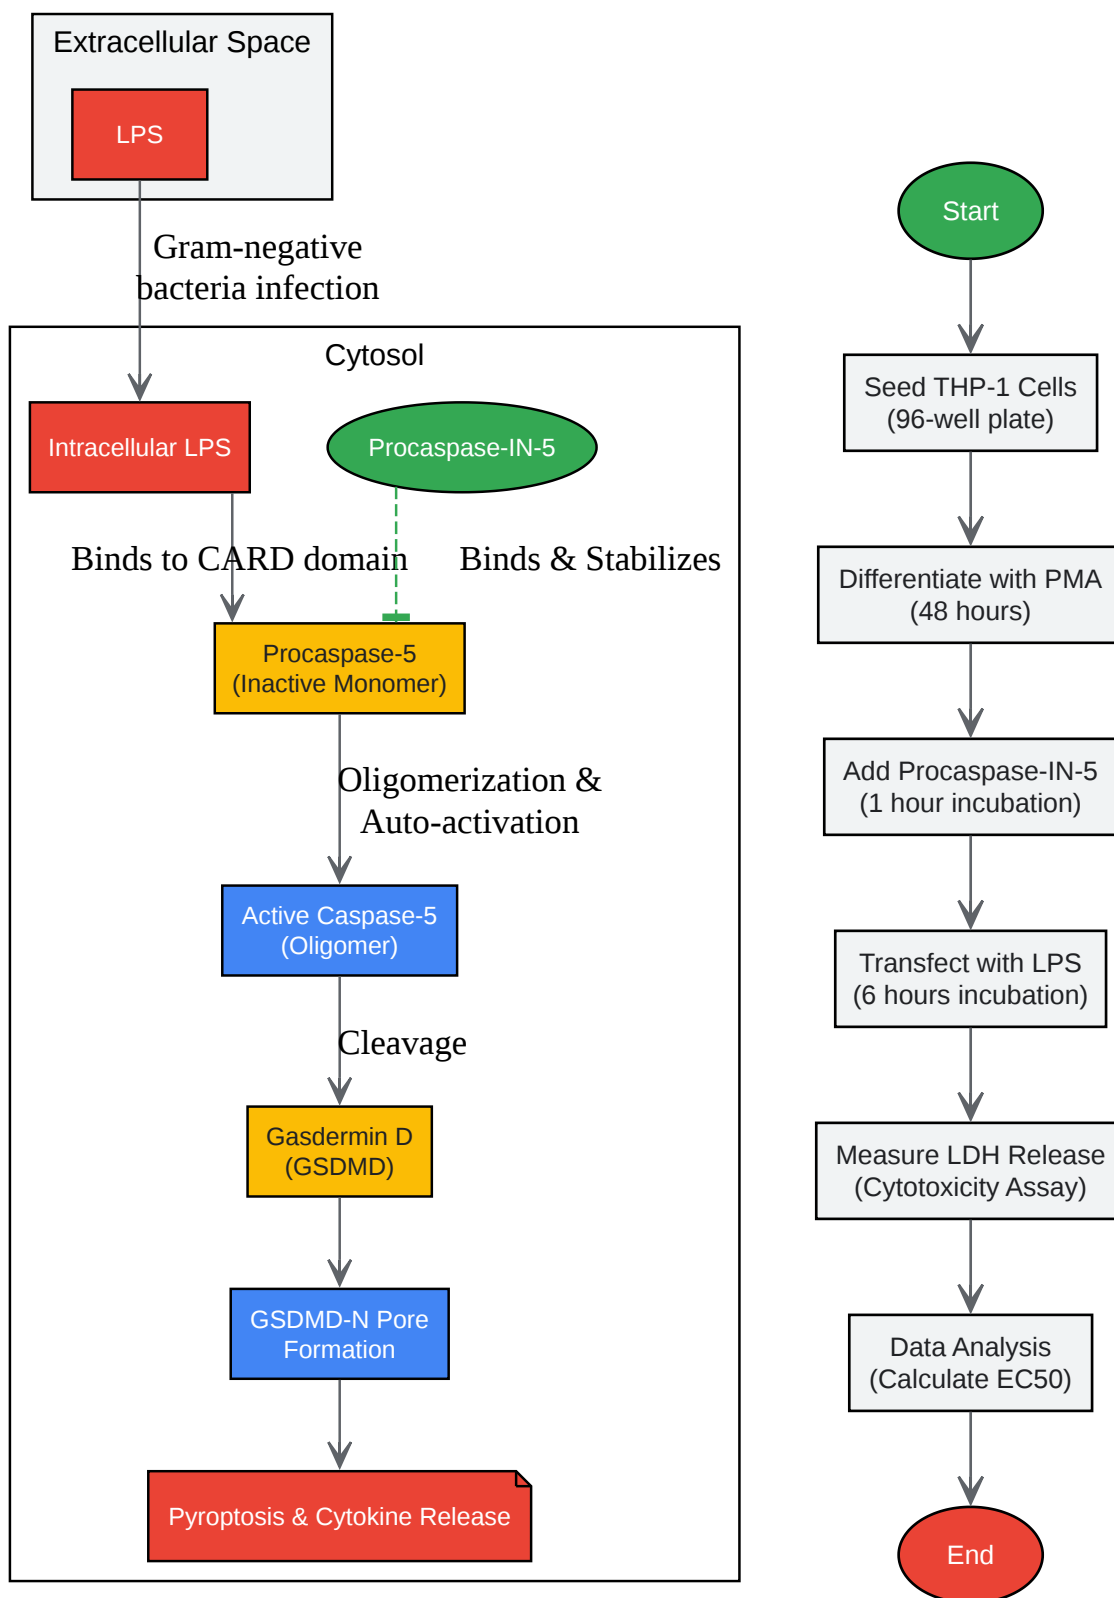 Extracellular Space
LPS
Gram-negative
bacteria infection
Cytosol
Intracellular LPS
Procaspase-IN-5
Binds to CARD domain
Binds & Stabilizes
Procaspase-5
(Inactive Monomer)
Oligomerization &
Auto-activation
Active Caspase-5
(Oligomer)
Cleavage
Gasdermin D
(GSDMD)
GSDMD-N Pore
Formation
Pyroptosis & Cytokine Release
Start
Seed THP-1 Cells
(96-well plate)
Differentiate with PMA
(48 hours)
Add Procaspase-IN-5
(1 hour incubation)
Transfect with LPS
(6 hours incubation)
Measure LDH Release
(Cytotoxicity Assay)
Data Analysis
(Calculate EC50)
End